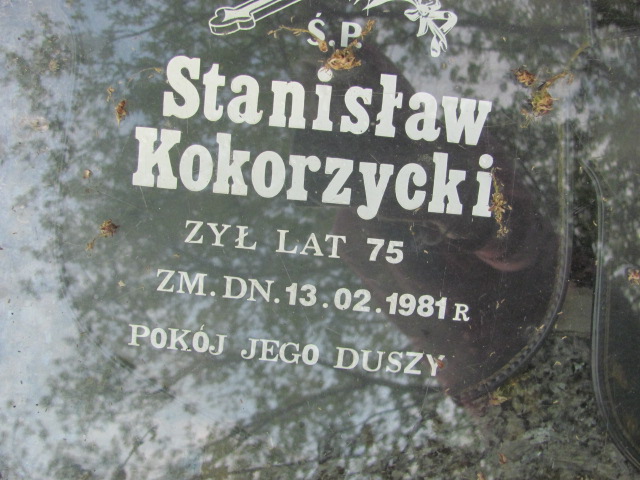 Ś.P.
Stanisław
Kokorzycki
ZYŁ LAT 75
ZM. DN. 13.02.1981 R
POKÓJ JEGO DUSZY